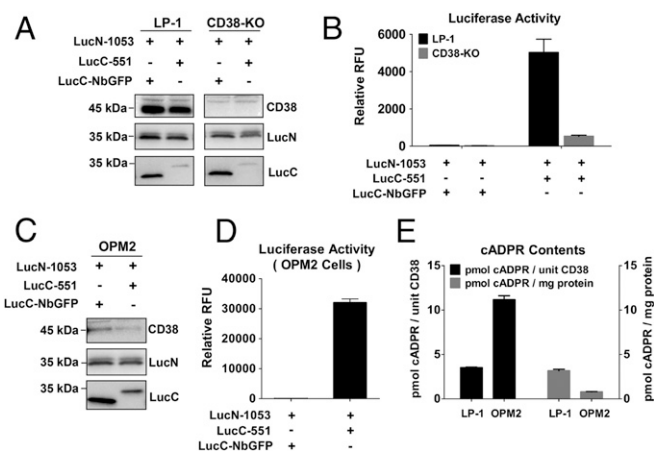 A
LP-1 CD38-KO
LucN-1053 + + + +
LucC-551 - + - +
LucC-NbGFP + - + -
45 kDa CD38
35 kDa LucN
35 kDa LucC
B
Luciferase Activity
LP-1
CD38-KO
Relative RFU
6000
4000
2000
0
LucN-1053 + + + +
LucC-551 - - + +
LucC-NbGFP + + - -
C
OPM2
LucN-1053 + +
LucC-551 - +
LucC-NbGFP + -
45 kDa CD38
35 kDa LucN
35 kDa LucC
D
Luciferase Activity
( OPM2 Cells )
Relative RFU
40000
30000
20000
10000
0
LucN-1053 + +
LucC-551 - +
LucC-NbGFP + -
E
cADPR Contents
pmol cADPR / unit CD38
pmol cADPR / mg protein
pmol cADPR / unit CD38
15 15
10 10
5 5
0 0
pmol cADPR / mg protein
LP-1 OPM2 LP-1 OPM2